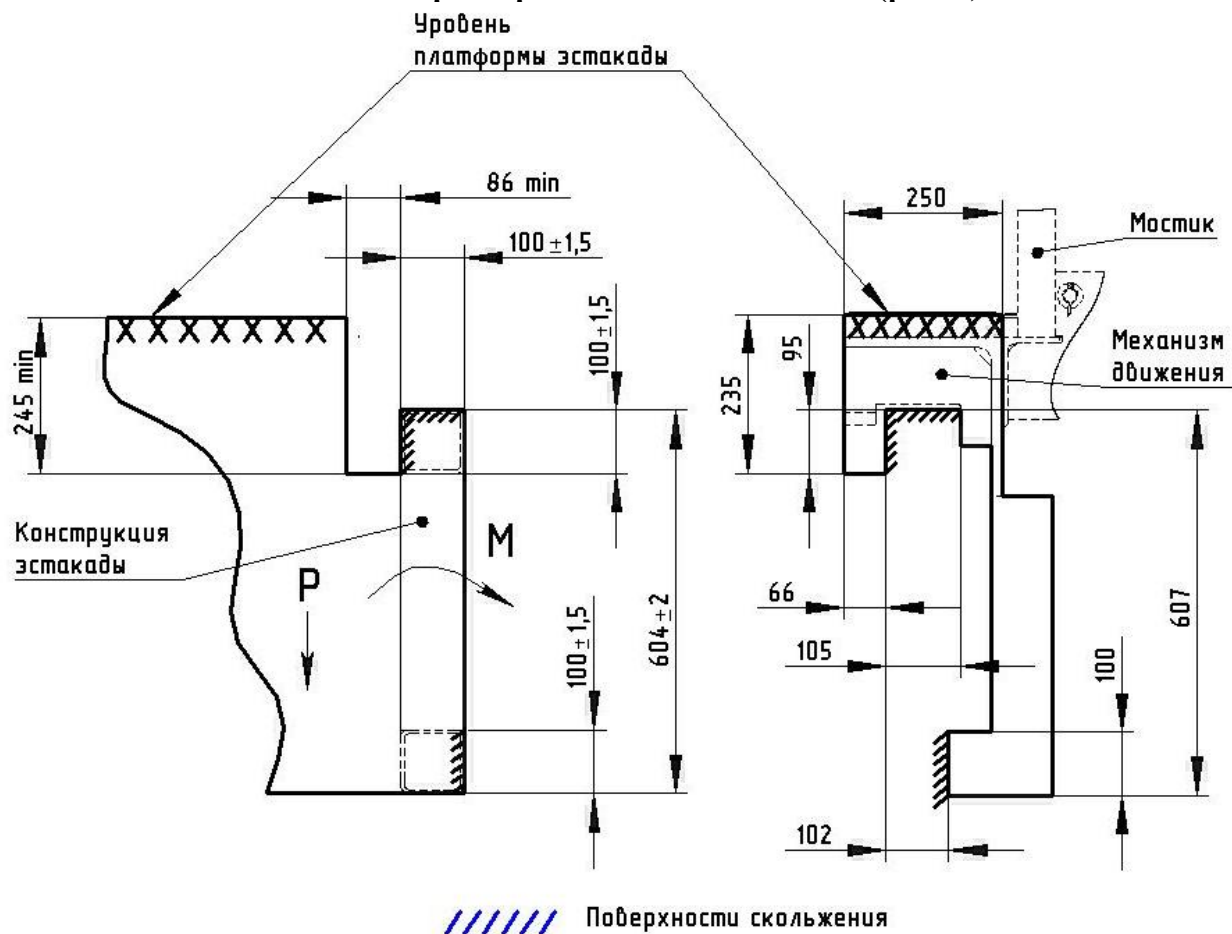 Уровень
платформы эстакады
86 min
250
Мостик
100±1,5
100±1,5
95
Механизм
движения
245 min
235
Конструкция
эстакады
M
P
66
604±2
607
105
100±1,5
100
102
Поверхности скольжения